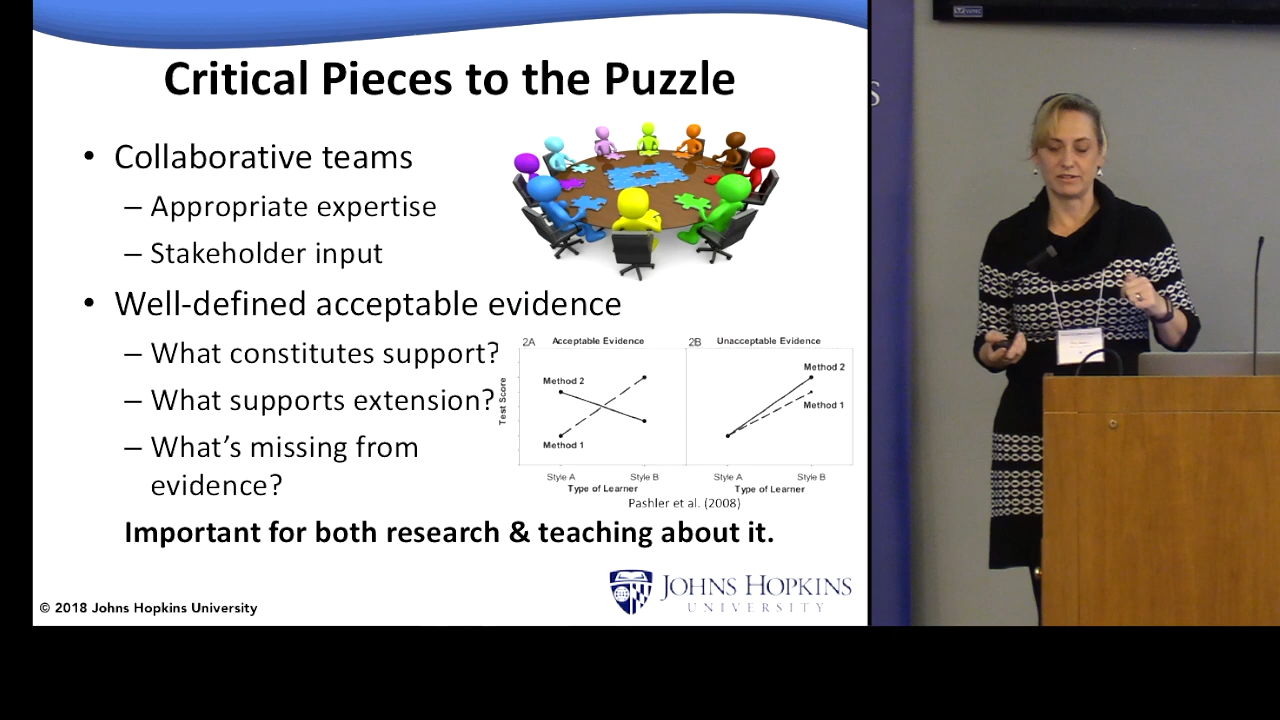 Critical Pieces to the Puzzle
• Collaborative teams
– Appropriate expertise
– Stakeholder input
• Well-defined acceptable evidence
– What constitutes support?
– What supports extension?
– What's missing from
evidence?
2A Acceptable Evidence
2B Unacceptable Evidence
Test Score
Method 2
Method 1
Style A Style B
Type of Learner
Method 2
Method 1
Style A Style B
Type of Learner
Pashler et al. (2008)
Important for both research & teaching about it.
© 2018 Johns Hopkins University
JOHNS HOPKINS
UNIVERSITY
S